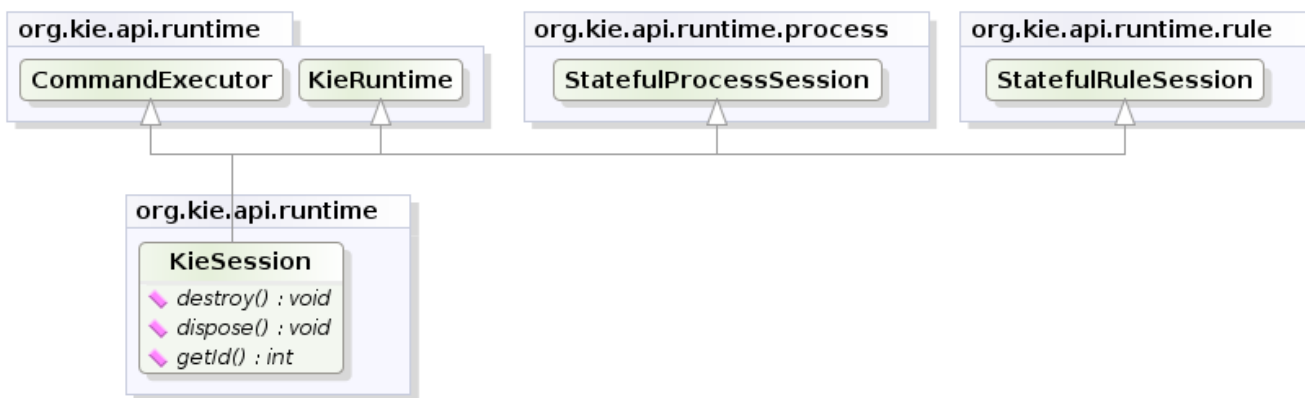 org.kie.api.runtime
org.kie.api.runtime.process
org.kie.api.runtime.rule
CommandExecutor
KieRuntime
StatefulProcessSession
StatefulRuleSession
org.kie.api.runtime
KieSession
destroy() : void
dispose() : void
getId() : int